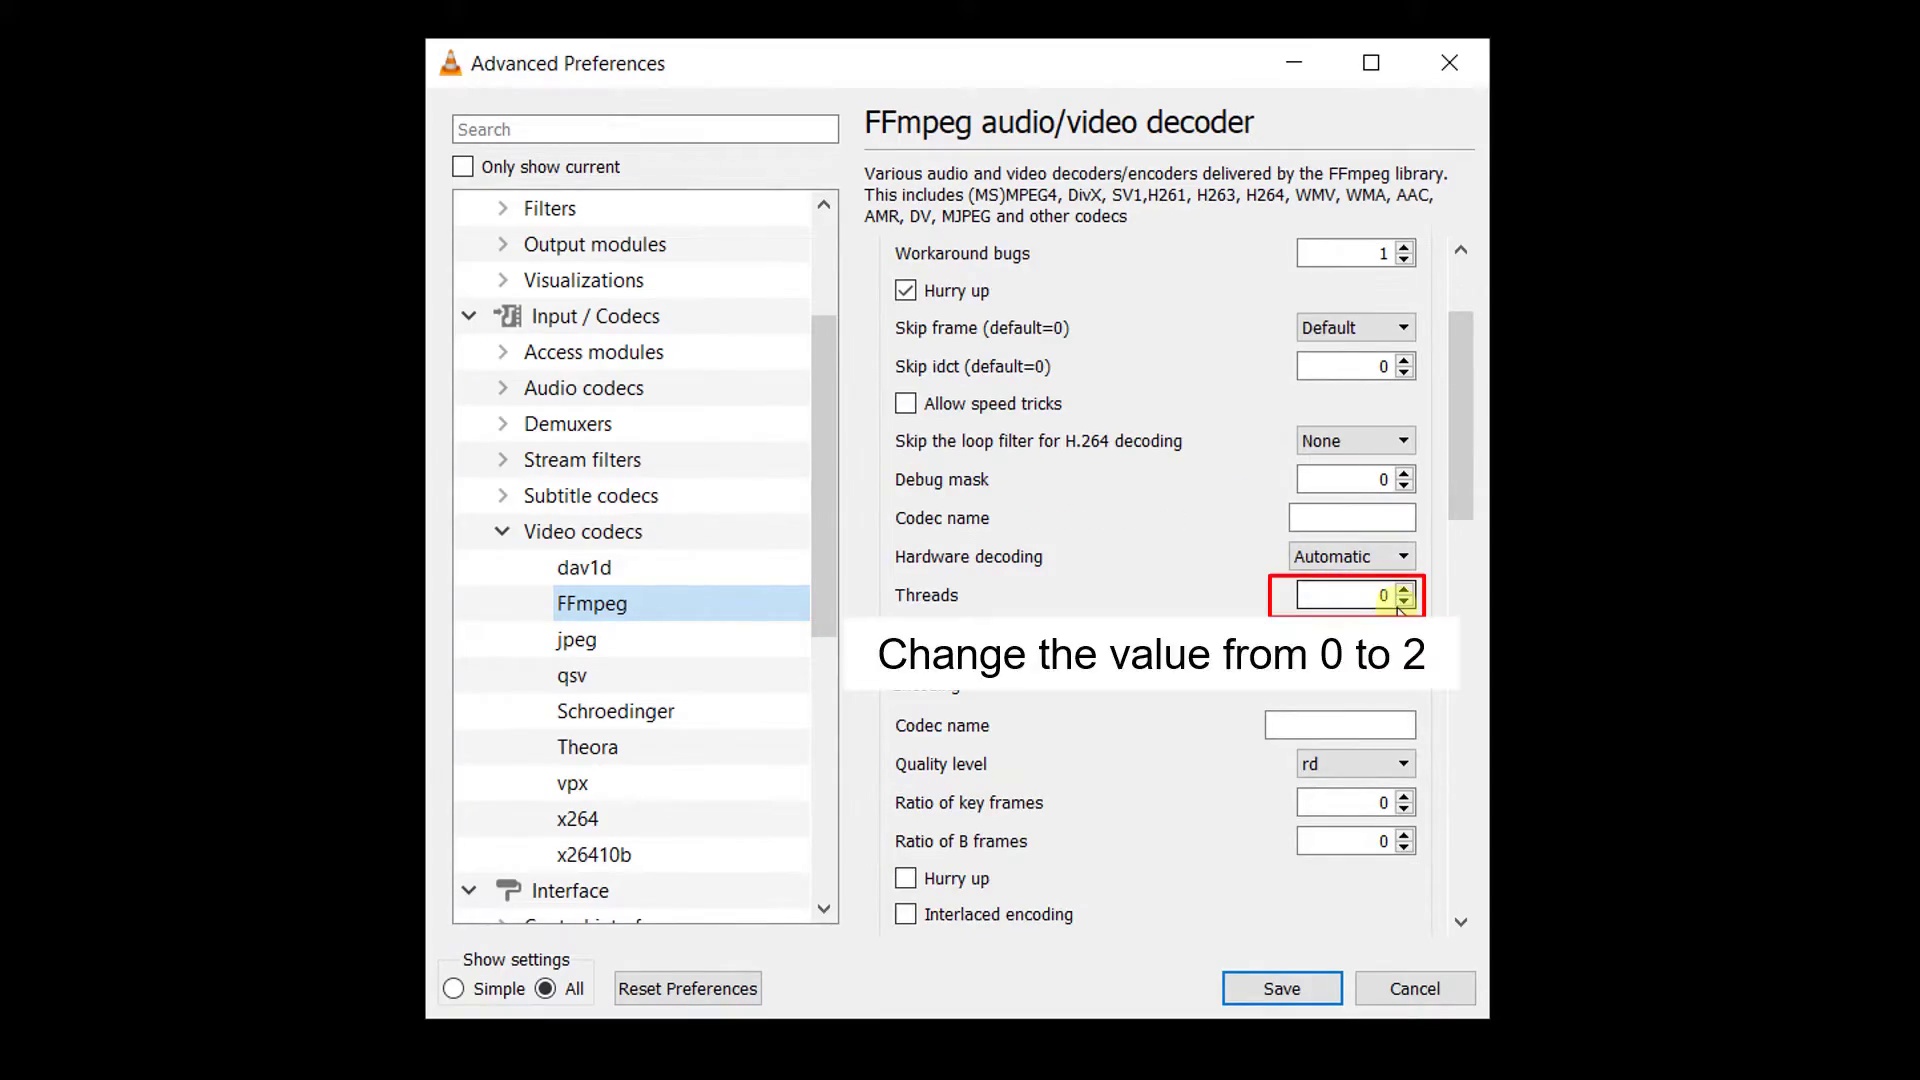 Advanced Preferences
Search
Only show current
Filters
Output modules
Visualizations
Input / Codecs
Access modules
Audio codecs
Demuxers
Stream filters
Subtitle codecs
Video codecs
dav1d
FFmpeg
jpeg
qsv
Schroedinger
Theora
vpx
x264
x26410b
Interface
Show settings
Simple
All
Reset Preferences
FFmpeg audio/video decoder
Various audio and video decoders/encoders delivered by the FFmpeg library.
This includes (MS)MPEG4, DivX, SV1,H261, H263, H264, WMV, WMA, AAC,
AMR, DV, MJPEG and other codecs
Workaround bugs 1
Hurry up
Skip frame (default=0) Default
Skip idct (default=0) 0
Allow speed tricks
Skip the loop filter for H.264 decoding None
Debug mask 0
Codec name
Hardware decoding Automatic
Threads 0
Change the value from 0 to 2
Codec name
Quality level rd
Ratio of key frames 0
Ratio of B frames 0
Hurry up
Interlaced encoding
Save
Cancel